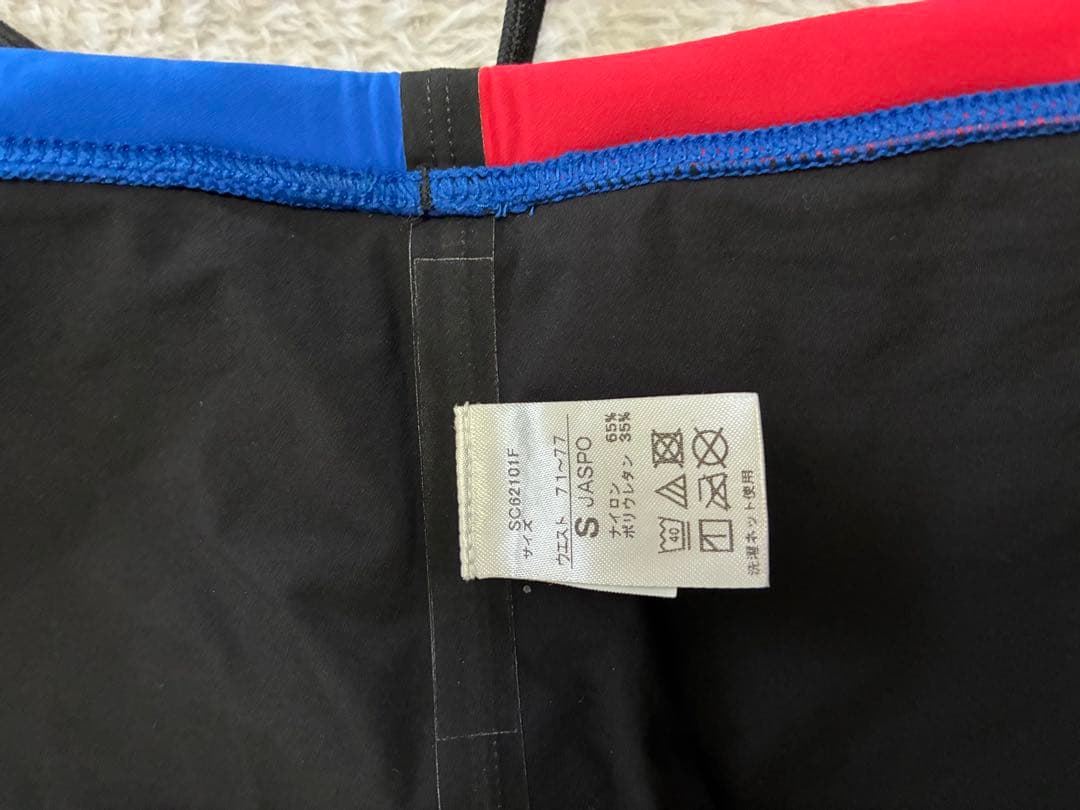 SC62101F
サイズ
ウエスト 71~77
S JASPO
ナイロン 65%
ポリウレタン 35%
40
洗濯ネット使用